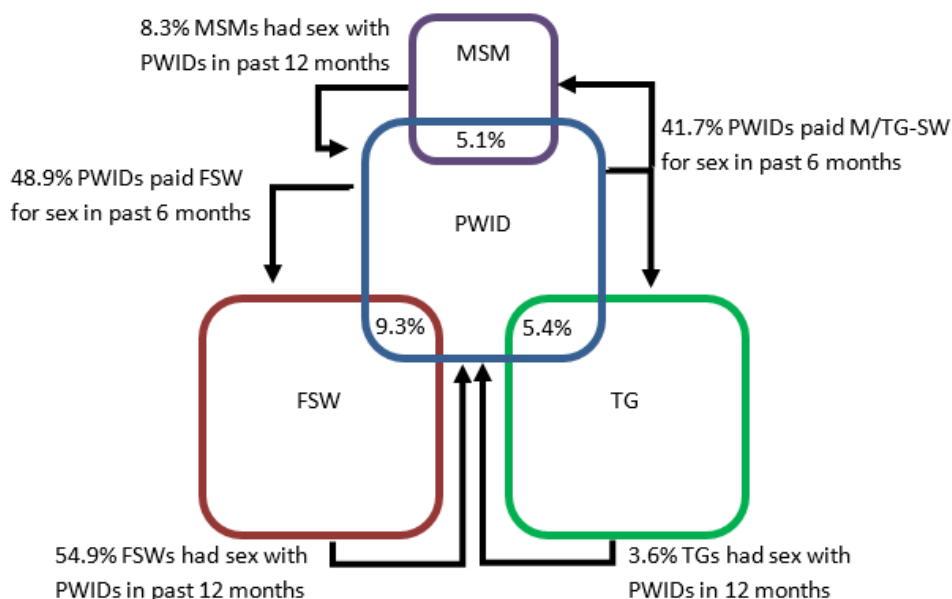 8.3% MSMs had sex with
PWIDs in past 12 months
MSM
5.1%
41.7% PWIDs paid M/TG-SW
for sex in past 6 months
48.9% PWIDs paid FSW
for sex in past 6 months
PWID
9.3%
5.4%
FSW
TG
54.9% FSWs had sex with
PWIDs in past 12 months
3.6% TGs had sex with
PWIDs in 12 months